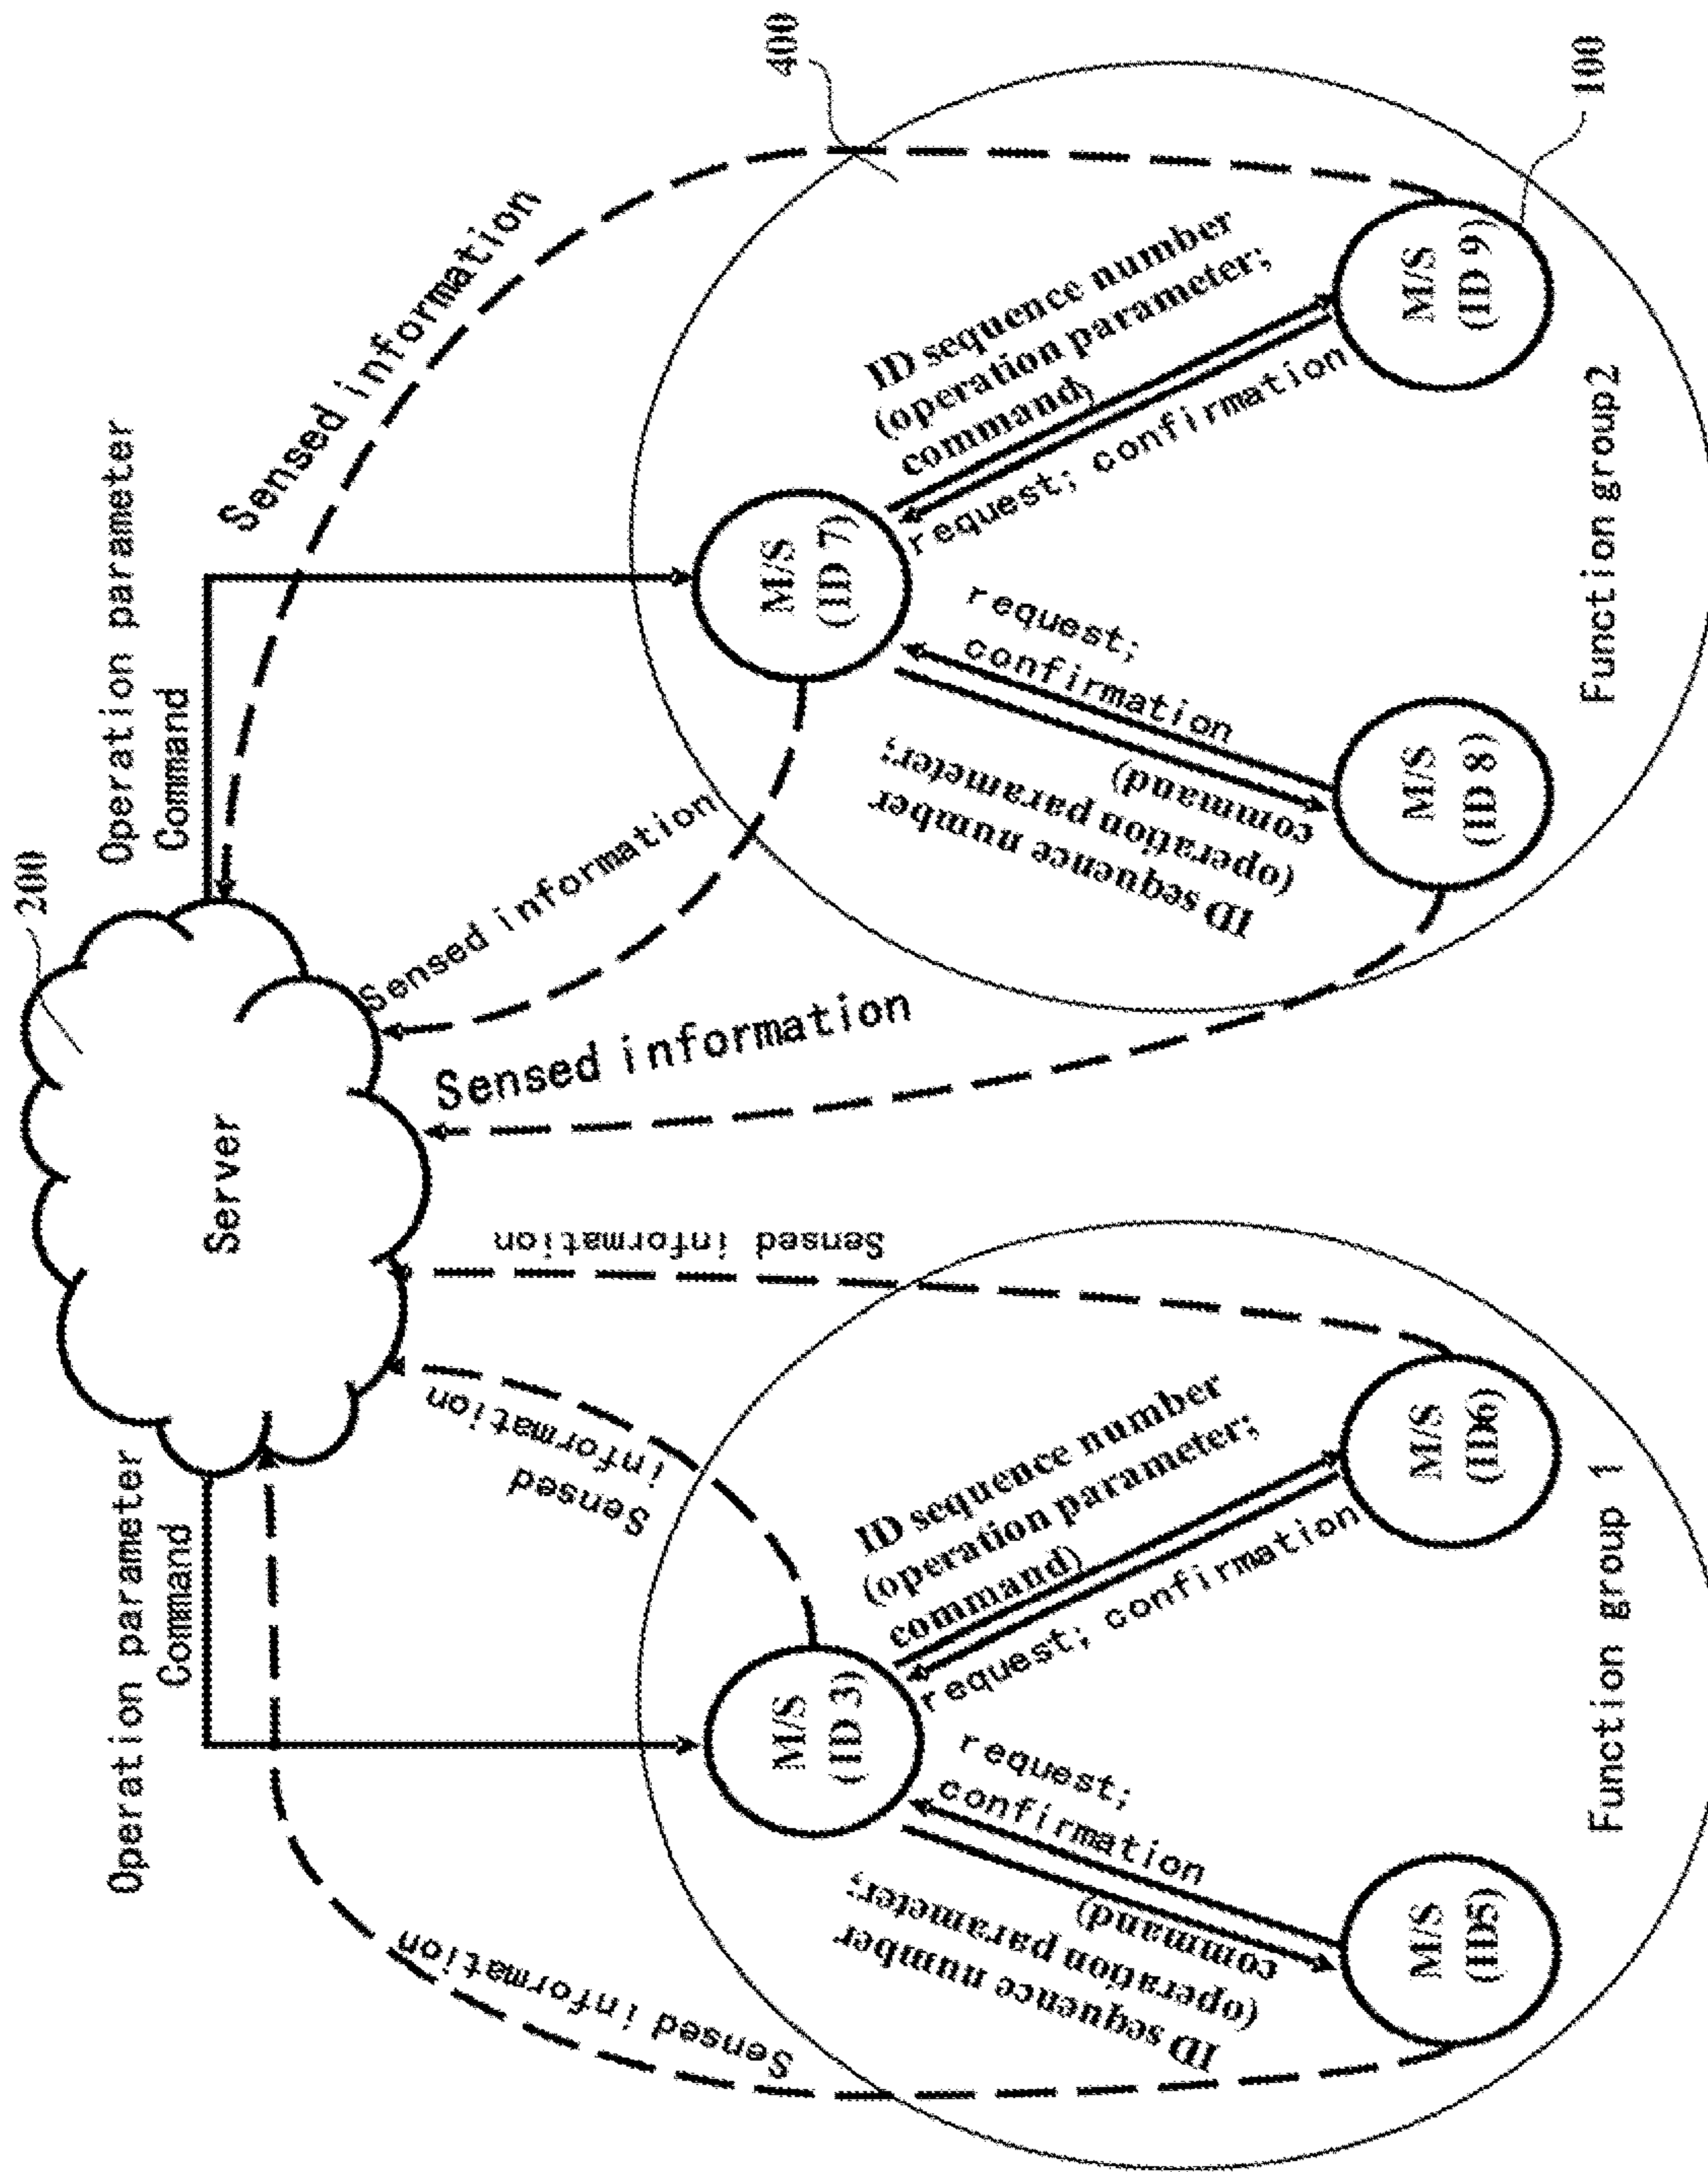 200
Server
Operation parameter
Command
Operation parameter
Command
Sensed information
Sensed
information
Sensed information
Sensed information
Sensed information
Sensed information
400
M/S
(ID 3)
request;
confirmation
ID sequence number
(operation parameter;
command)
ID sequence number
(operation parameter;
command)
request; confirmation
M/S
(ID5)
M/S
(ID6)
Function group 1
M/S
(ID 7)
request;
confirmation
ID sequence number
(operation parameter;
command)
ID sequence number
(operation parameter;
command)
request; confirmation
M/S
(ID 8)
M/S
(ID 9)
100
Function group2